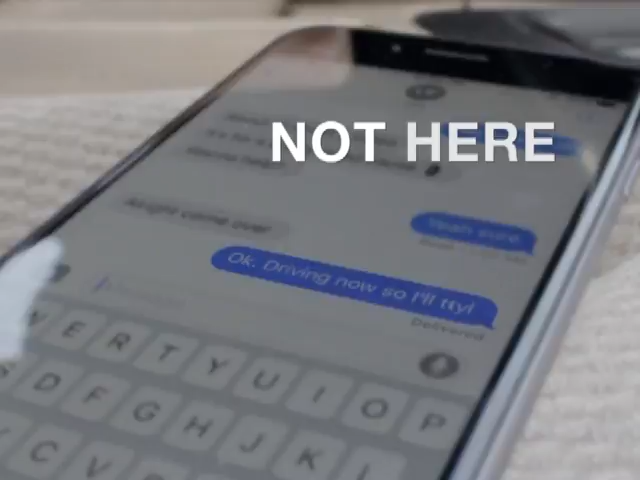 NOT HERE
Alright come over
Yeah sure
Ok. Driving now so I'll ttyl
Delivered
W E R T Y U I O P
S D F G H J K L
C V